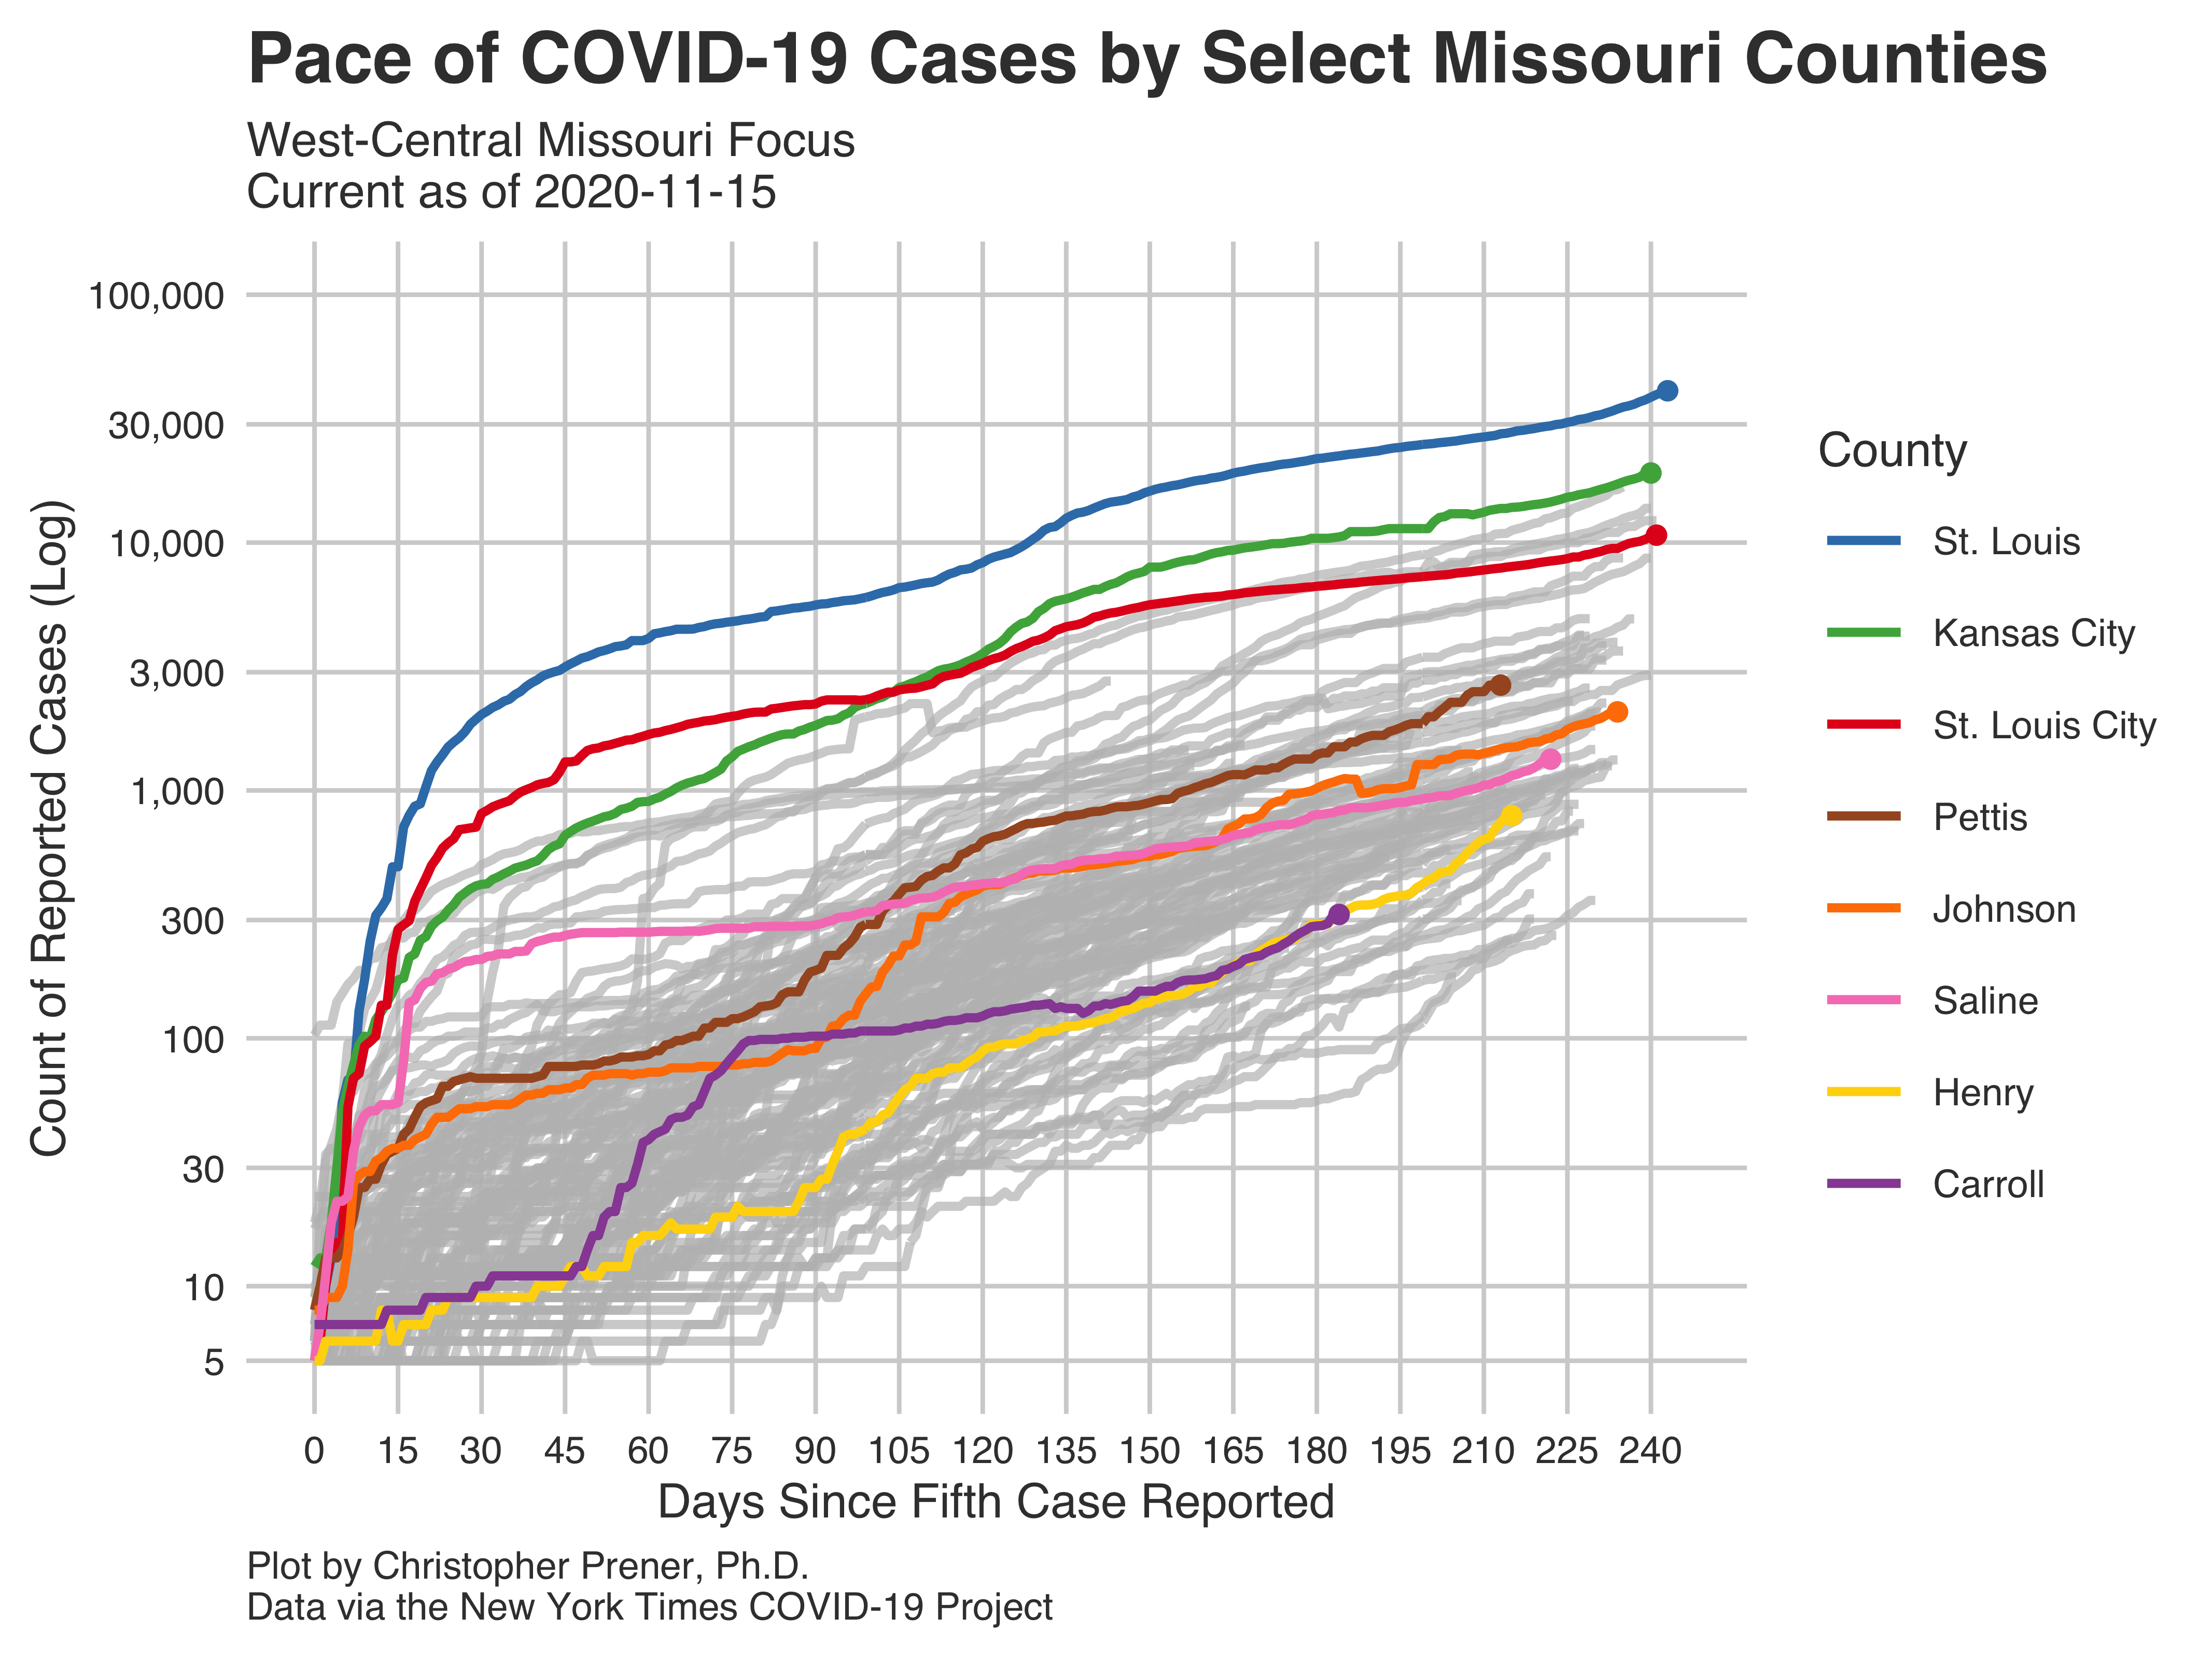 Pace of COVID-19 Cases by Select Missouri Counties
West-Central Missouri Focus
Current as of 2020-11-15
Count of Reported Cases (Log)
100,000
30,000
10,000
3,000
1,000
300
100
30
10
5
0 15 30 45 60 75 90 105 120 135 150 165 180 195 210 225 240
Days Since Fifth Case Reported
County
St. Louis
Kansas City
St. Louis City
Pettis
Johnson
Saline
Henry
Carroll
Plot by Christopher Prener, Ph.D.
Data via the New York Times COVID-19 Project